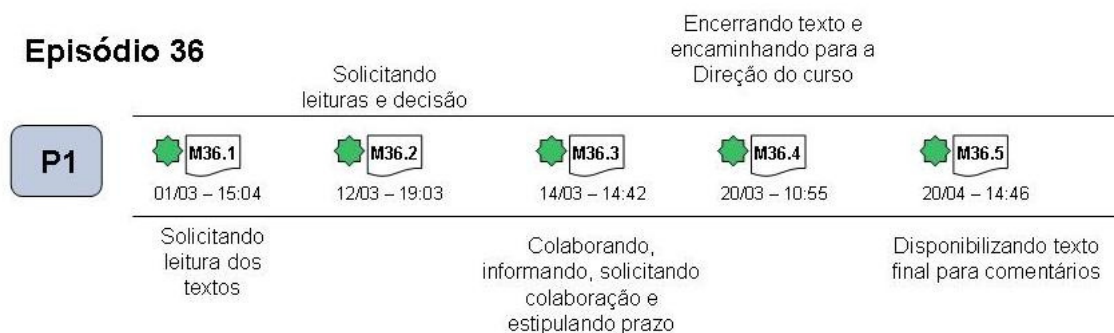 Episódio 36
Solicitando
leituras e decisão
Encerrando texto e
encaminhando para a
Direção do curso
P1
M36.1
01/03 – 15:04
M36.2
12/03 – 19:03
M36.3
14/03 – 14:42
M36.4
20/03 – 10:55
M36.5
20/04 – 14:46
Solicitando
leitura dos
textos
Colaborando,
informando, solicitando
colaboração e
estipulando prazo
Disponibilizando texto
final para comentários